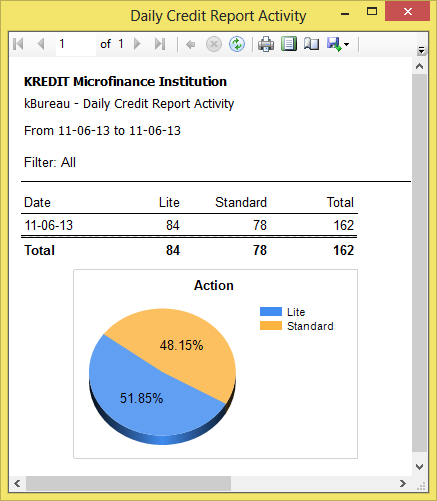 Daily Credit Report Activity
1 of 1
KREDIT Microfinance Institution
kBureau - Daily Credit Report Activity
From 11-06-13 to 11-06-13
Filter: All
Date Lite Standard Total
11-06-13 84 78 162
Total 84 78 162
Action
Lite
Standard
48.15%
51.85%